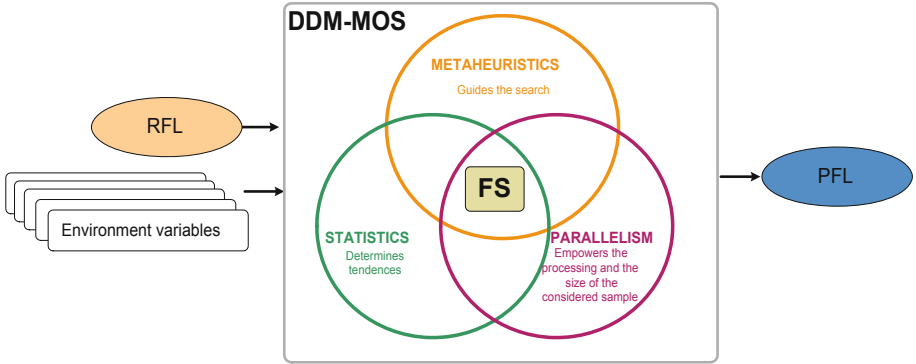 DDM-MOS
METAHEURISTICS
Guides the search
RFL
FS
PFL
Environment variables
STATISTICS
Determines
tendences
PARALLELISM
Empowers the
processing and the
size of the
considered sample